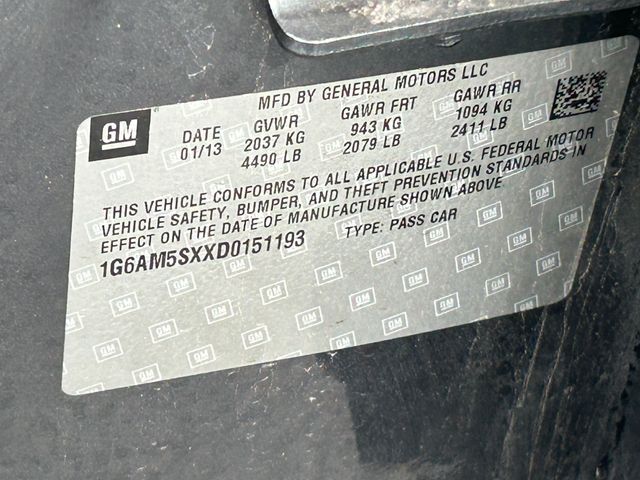 MFD BY GENERAL MOTORS LLC
GM DATE GVWR GAWR FRT GAWR RR
01/13 2037 KG 943 KG 1094 KG
4490 LB 2079 LB 2411 LB
THIS VEHICLE CONFORMS TO ALL APPLICABLE U.S. FEDERAL MOTOR
VEHICLE SAFETY, BUMPER, AND THEFT PREVENTION STANDARDS IN
EFFECT ON THE DATE OF MANUFACTURE SHOWN ABOVE
1G6AM5SXXD0151193 TYPE: PASS CAR